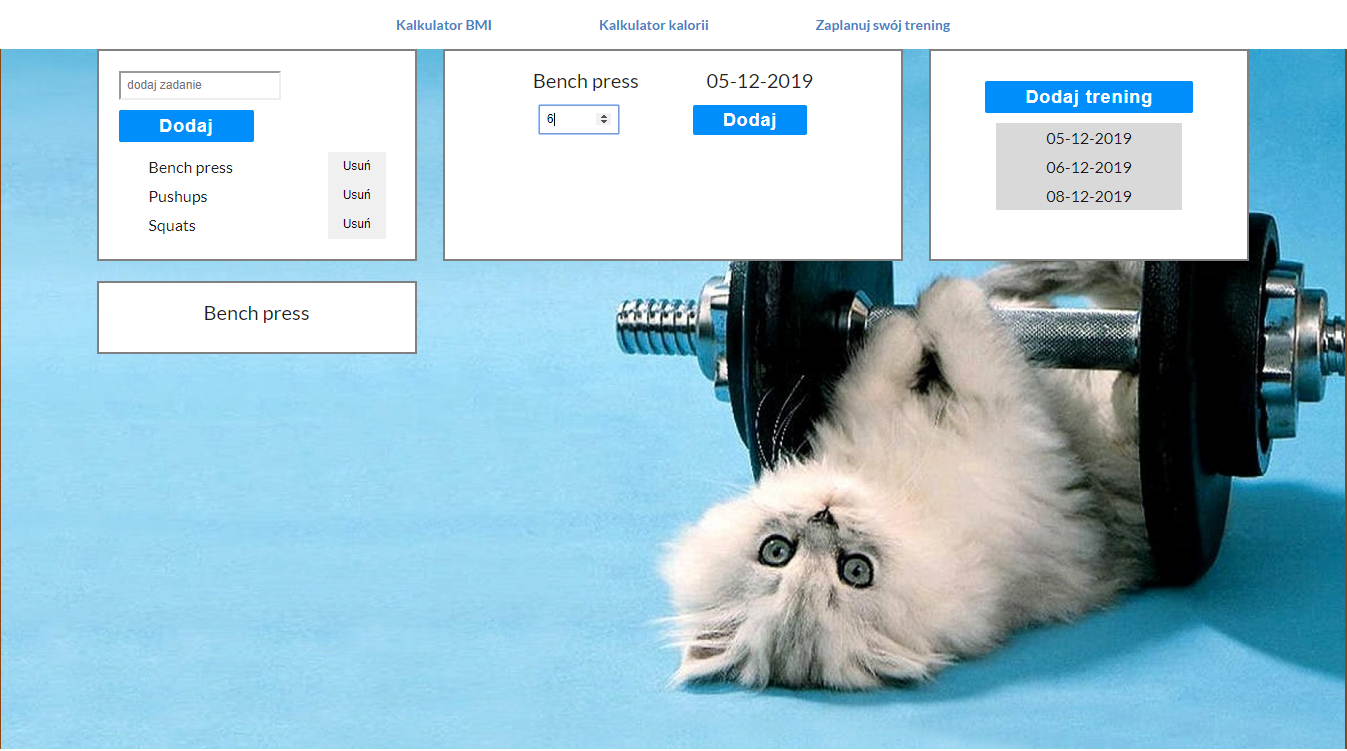 Kalkulator BMI Kalkulator kalorii Zaplanuj swój trening
dodaj zadanie
Dodaj
Bench press Usuń
Pushups Usuń
Squats Usuń
Bench press 05-12-2019
6 Dodaj
Dodaj trening
05-12-2019
06-12-2019
08-12-2019
Bench press